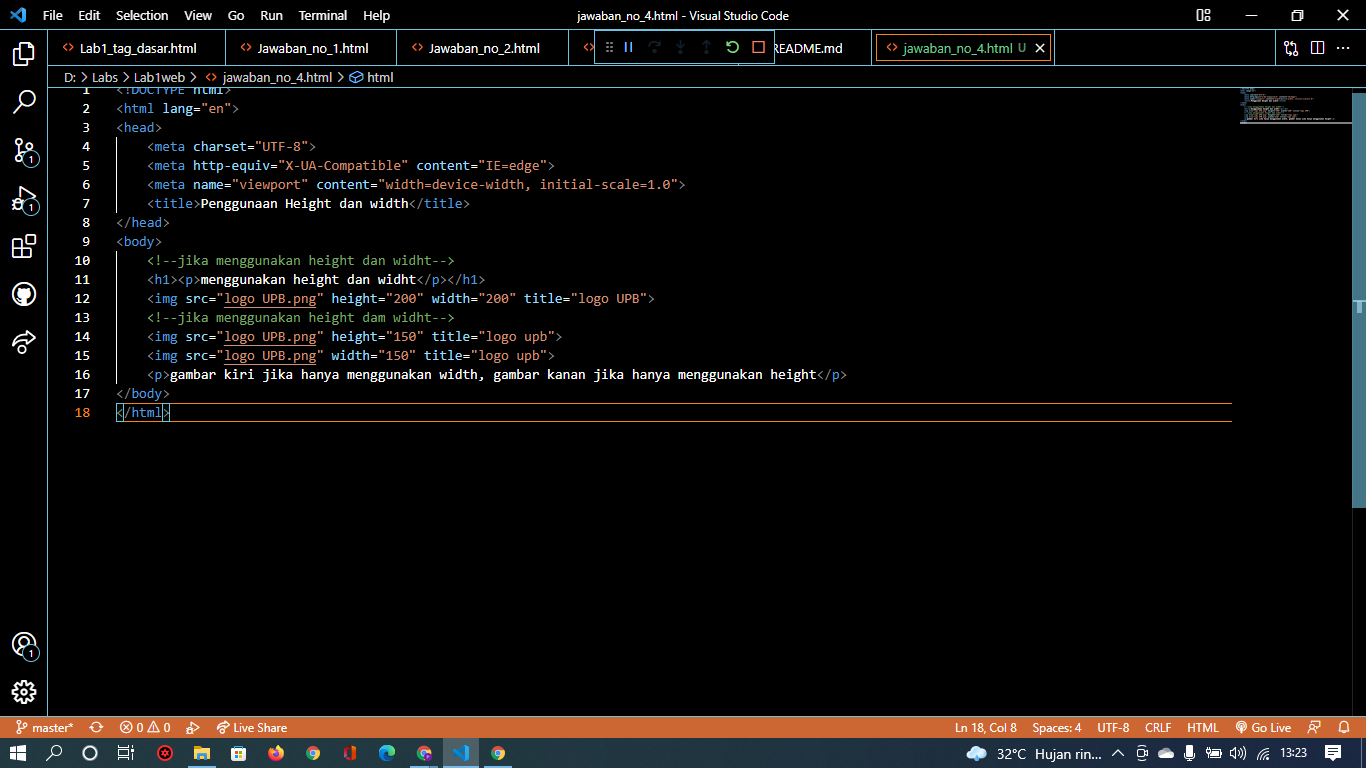 File Edit Selection View Go Run Terminal Help jawaban_no_4.html - Visual Studio Code
Lab1_tag_dasar.html Jawaban_no_1.html Jawaban_no_2.html README.md jawaban_no_4.html U
D: > Labs > Lab1web > jawaban_no_4.html > html
1 <!DOCTYPE html>
2 <html lang="en">
3 <head>
4 <meta charset="UTF-8">
5 <meta http-equiv="X-UA-Compatible" content="IE=edge">
6 <meta name="viewport" content="width=device-width, initial-scale=1.0">
7 <title>Penggunaan Height dan width</title>
8 </head>
9 <body>
10 <!--jika menggunakan height dan widht-->
11 <h1><p>menggunakan height dan widht</p></h1>
12 <img src="logo UPB.png" height="200" width="200" title="logo UPB">
13 <!--jika menggunakan height dam widht-->
14 <img src="logo UPB.png" height="150" title="logo upb">
15 <img src="logo UPB.png" width="150" title="logo upb">
16 <p>gambar kiri jika hanya menggunakan width, gambar kanan jika hanya menggunakan height</p>
17 </body>
18 </html>
1
1
1
master* 0 0 Live Share Ln 18, Col 8 Spaces: 4 UTF-8 CRLF HTML Go Live
32°C Hujan rin... 13:23